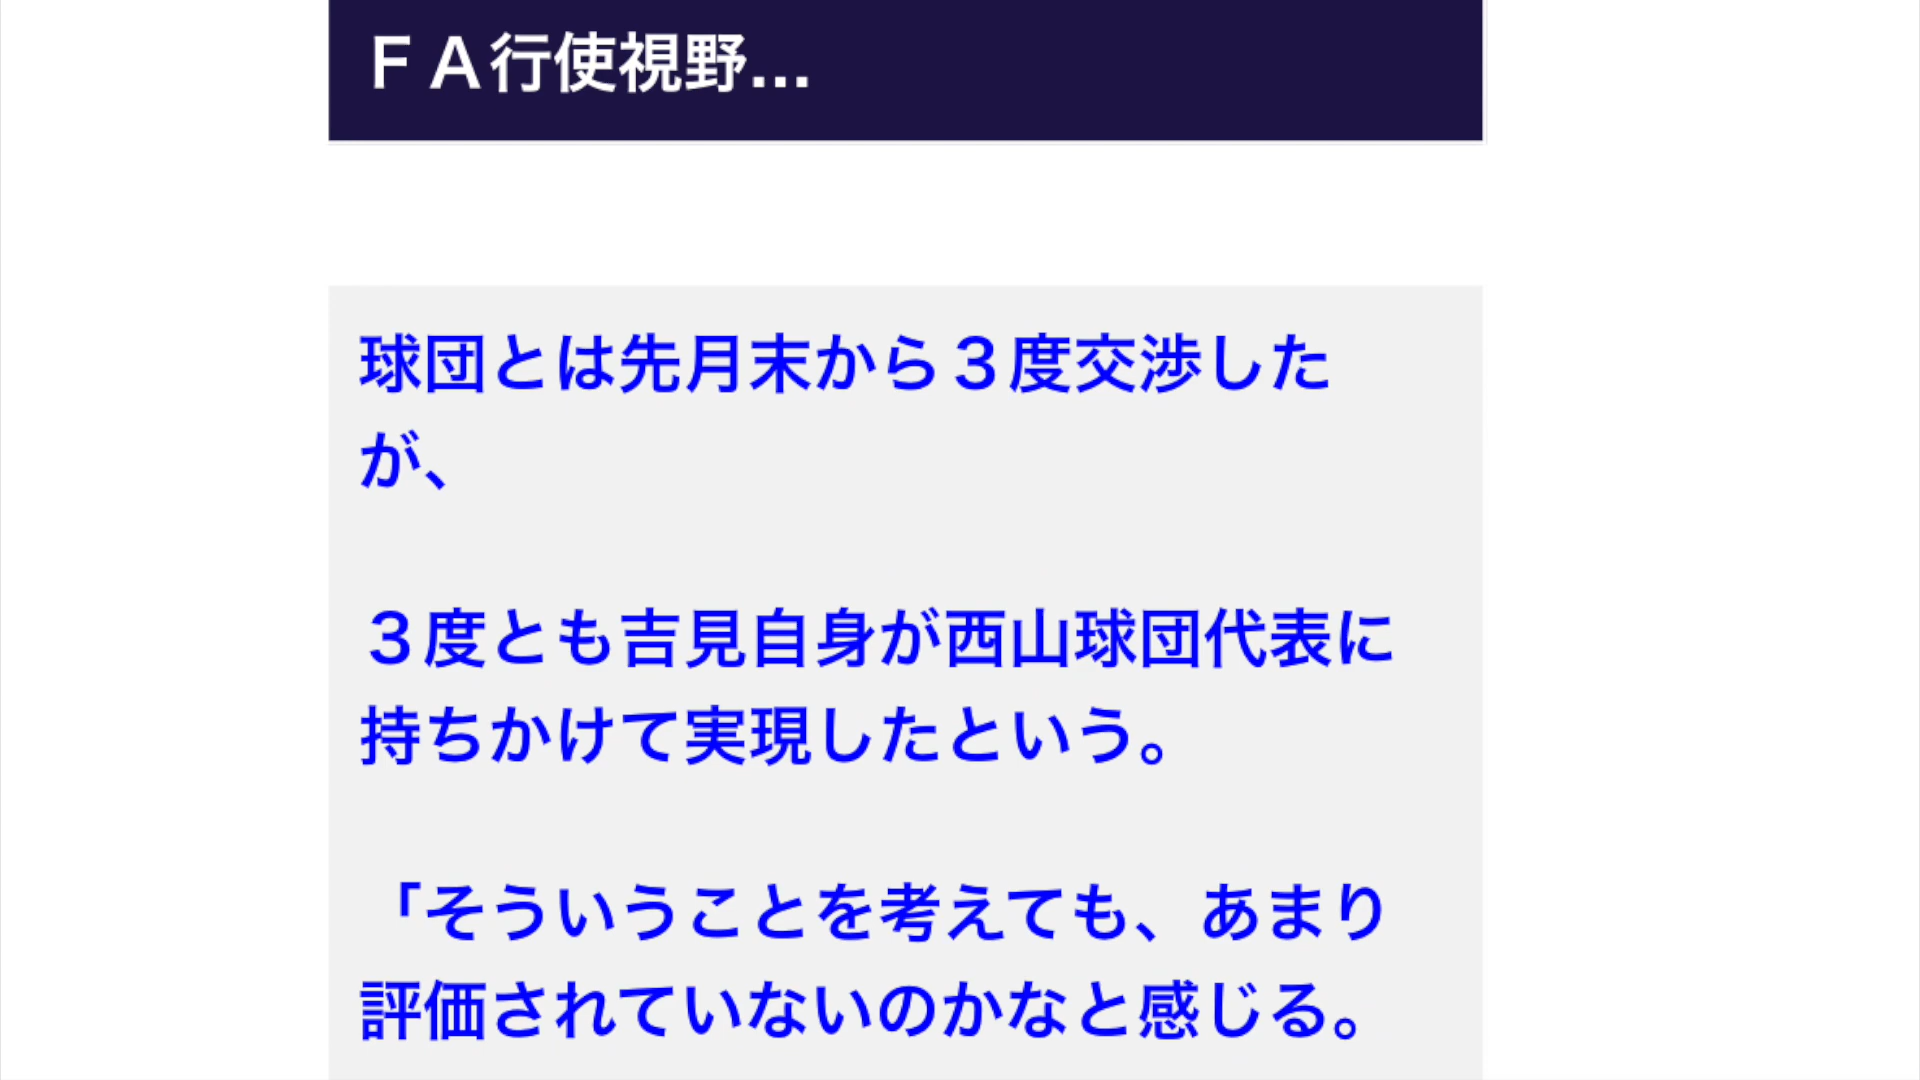 ＦＡ行使視野…
球団とは先月末から３度交渉した
が、
３度とも吉見自身が西山球団代表に
持ちかけて実現したという。
「そういうことを考えても、あまり
評価されていないのかなと感じる。